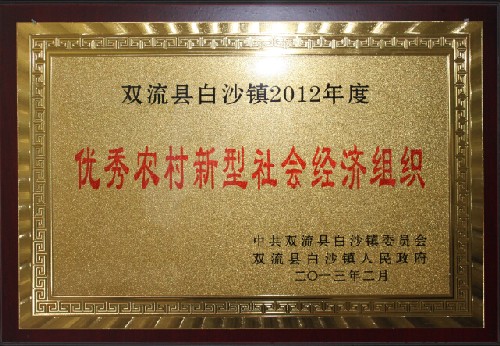 双流县白沙镇2012年度
优秀农村新型社会经济组织
中共双流县白沙镇委员会
双流县白沙镇人民政府
二〇一三年二月